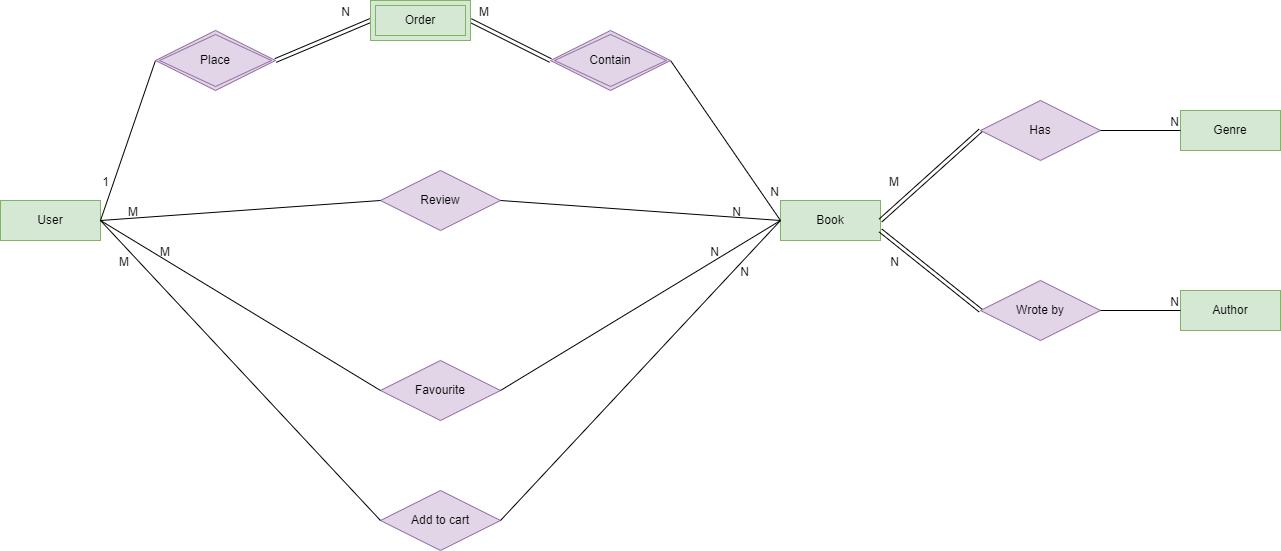 N
Order
M
Place
Contain
Has
N
Genre
1
M
N
M
Review
N
User
Book
M
N
M
N
N
N
Wrote by
N
Author
Favourite
Add to cart